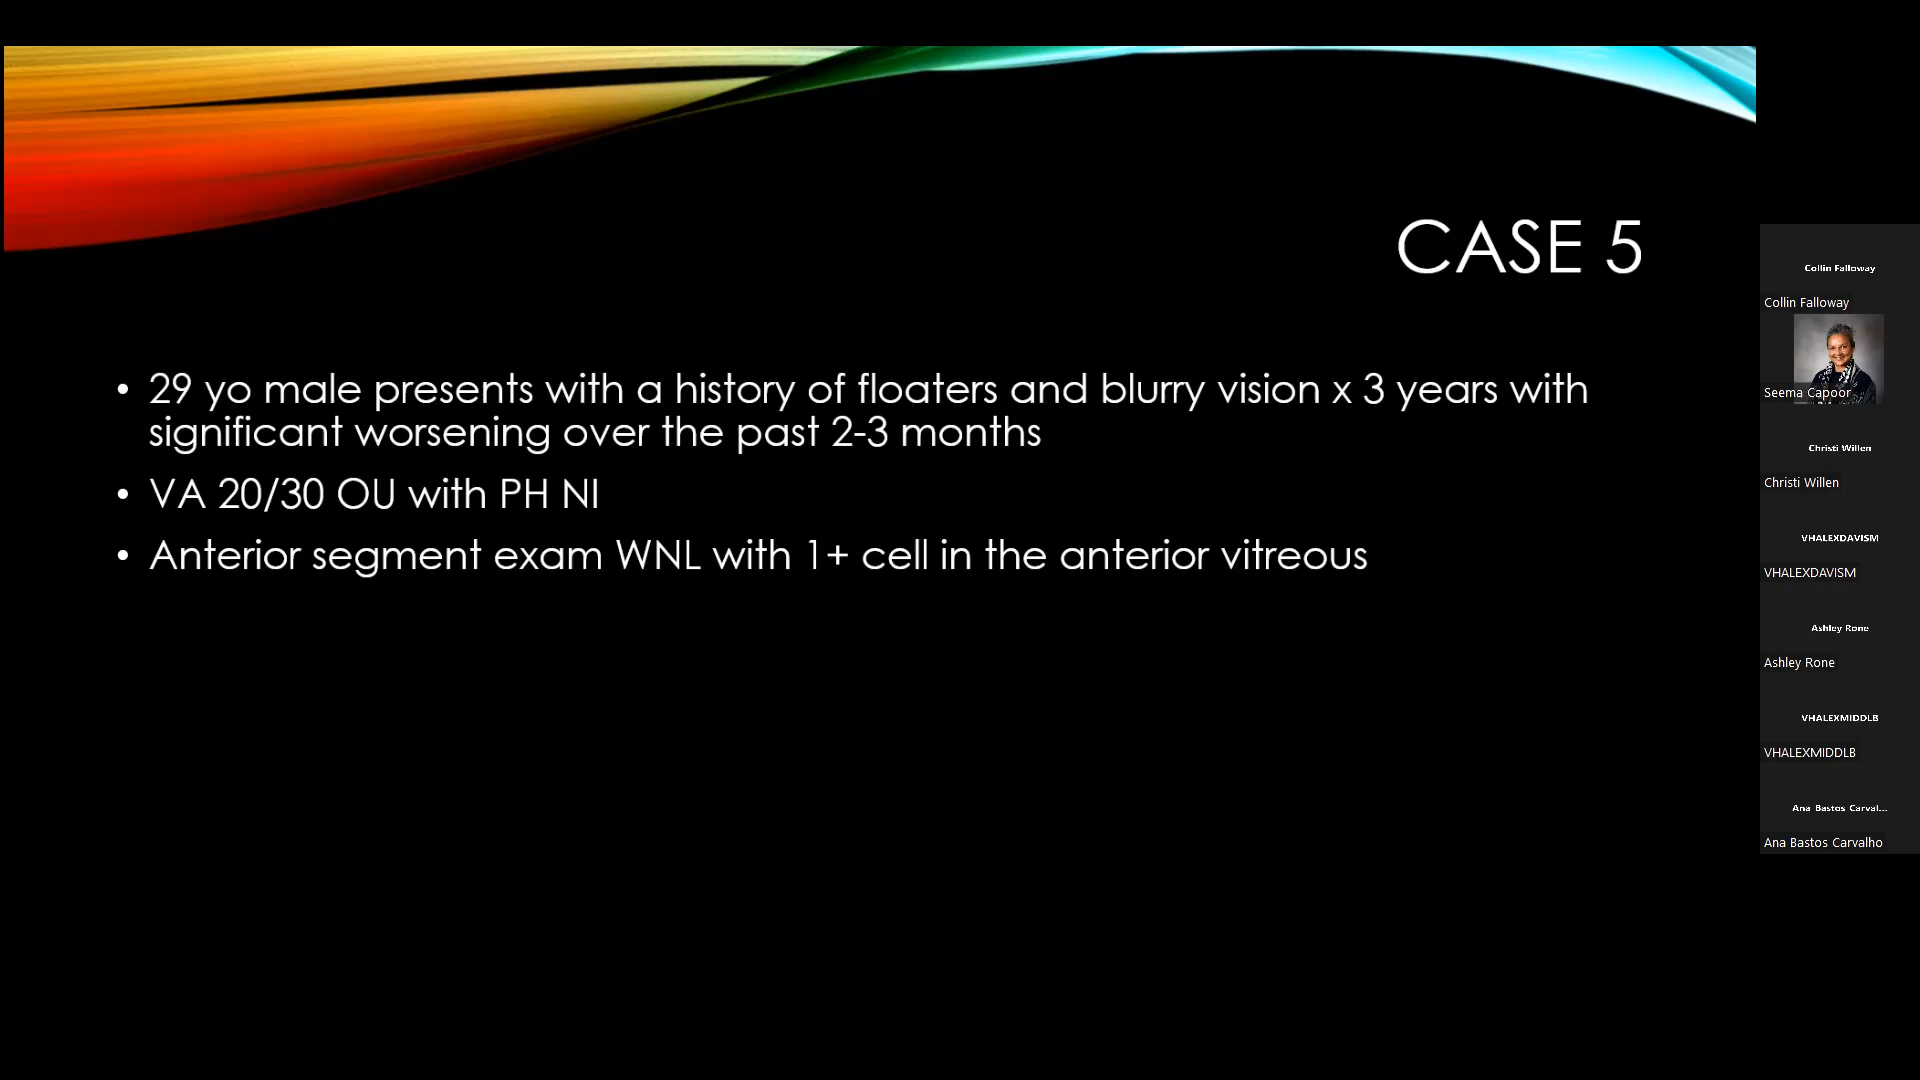 CASE 5
• 29 yo male presents with a history of floaters and blurry vision x 3 years with
significant worsening over the past 2-3 months
• VA 20/30 OU with PH NI
• Anterior segment exam WNL with 1+ cell in the anterior vitreous
Collin Falloway
Collin Falloway
Seema Capoor
Christi Willen
Christi Willen
VHALEXDAVISM
VHALEXDAVISM
Ashley Rone
Ashley Rone
VHALEXMIDDLB
VHALEXMIDDLB
Ana Bastos Carval...
Ana Bastos Carvalho